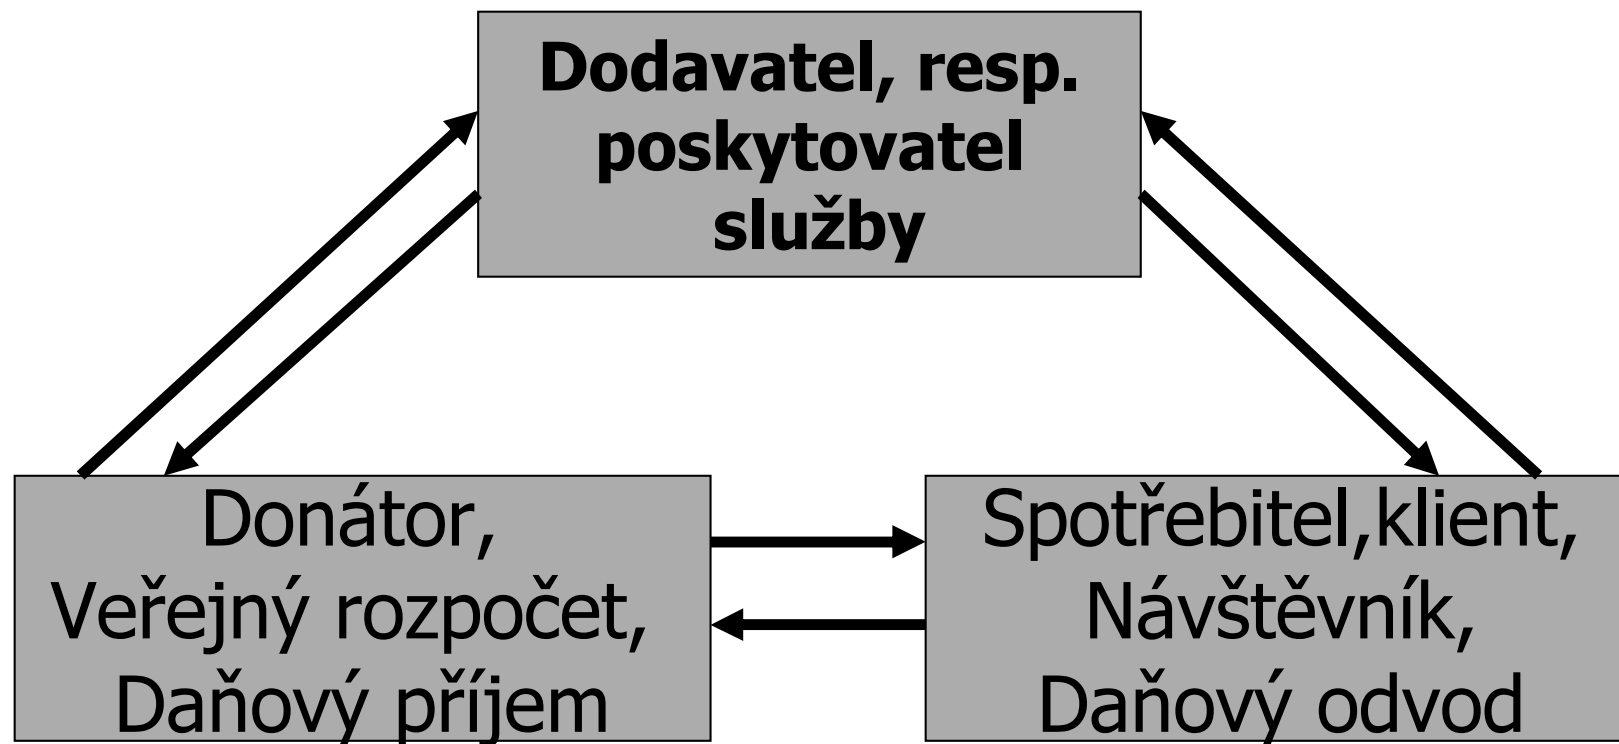 Dodavatel, resp.
poskytovatel
služby
Donátor,
Veřejný rozpočet,
Daňový příjem
Spotřebitel,klient,
Návštěvník,
Daňový odvod